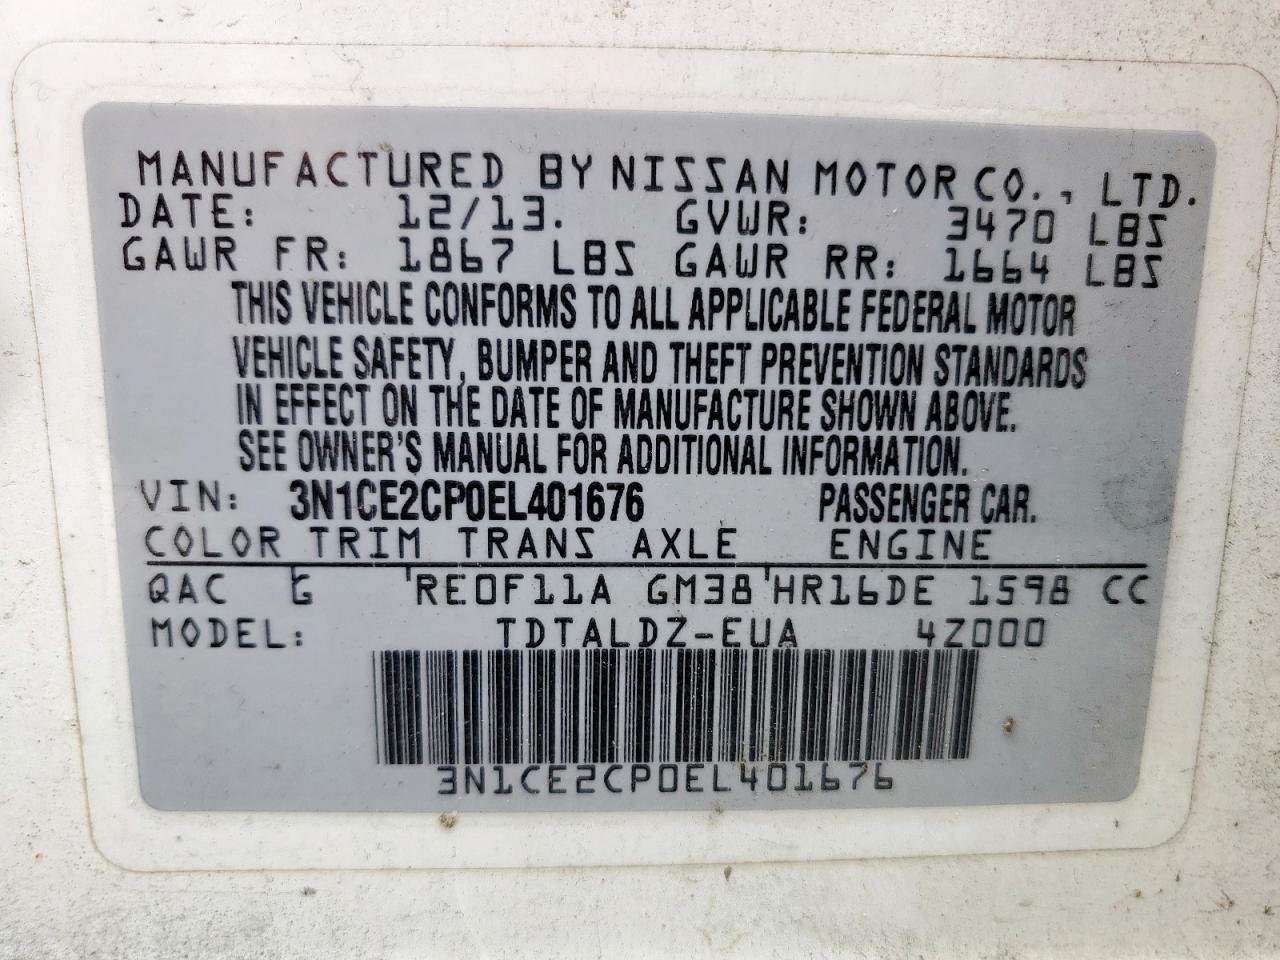 MANUFACTURED BY NISSAN MOTOR CO., LTD.
DATE: 12/13. GVWR: 3470 LBS
GAWR FR: 1867 LBS GAWR RR: 1664 LBS
THIS VEHICLE CONFORMS TO ALL APPLICABLE FEDERAL MOTOR
VEHICLE SAFETY, BUMPER AND THEFT PREVENTION STANDARDS
IN EFFECT ON THE DATE OF MANUFACTURE SHOWN ABOVE.
SEE OWNER'S MANUAL FOR ADDITIONAL INFORMATION.
VIN: 3N1CE2CP0EL401676 PASSENGER CAR.
COLOR TRIM TRANS AXLE ENGINE
QAC G RE0F11A GM38 HR16DE 1598 CC
MODEL: TDTALDZ-EUA 4Z000
3N1CE2CP0EL401676